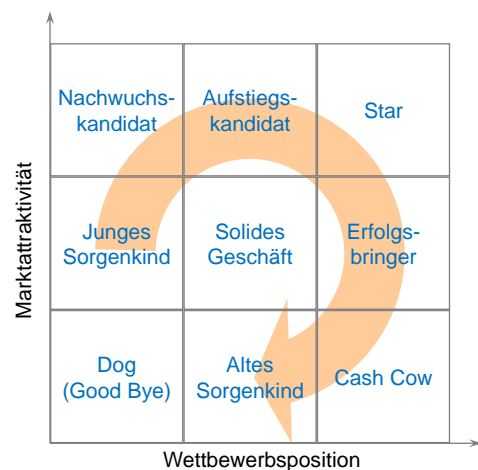 Nachwuchs-
kandidat
Aufstiegs-
kandidat
Star
Junges
Sorgenkind
Solides
Geschäft
Erfolgs-
bringer
Dog
(Good Bye)
Altes
Sorgenkind
Cash Cow
Marktattraktivität
Wettbewerbsposition